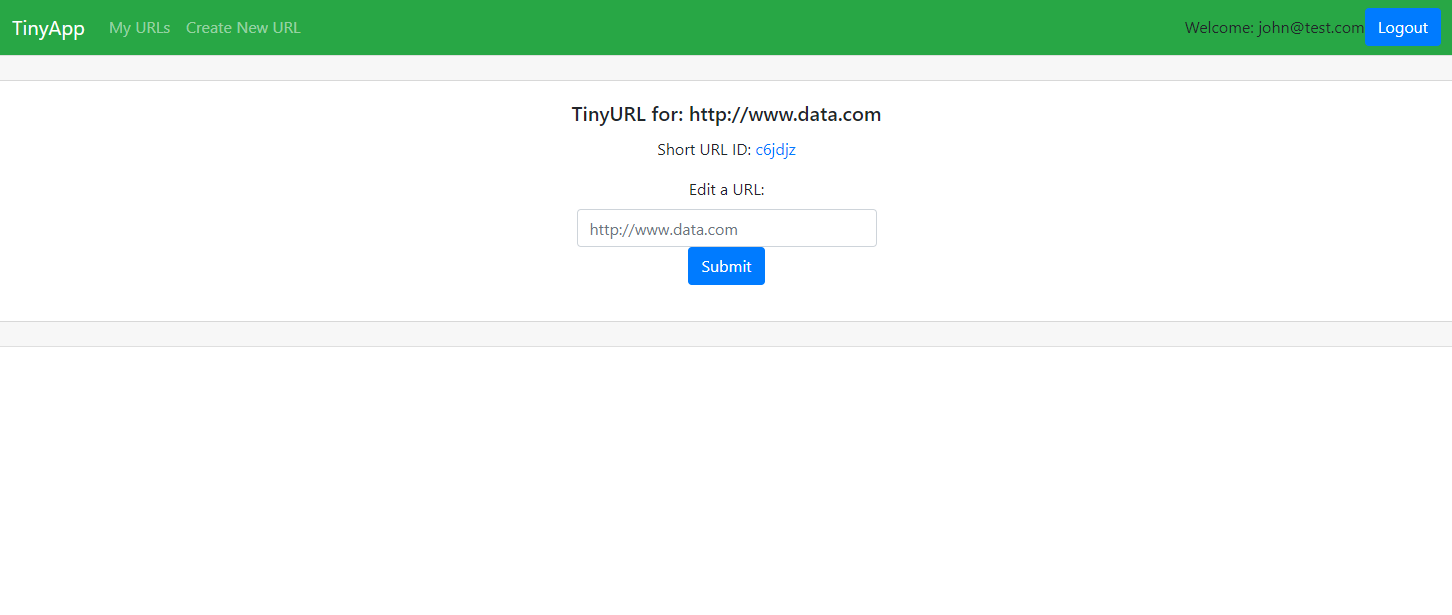 TinyApp My URLs Create New URL Welcome: john@test.com Logout
TinyURL for: http://www.data.com
Short URL ID: c6jdjz
Edit a URL:
http://www.data.com
Submit